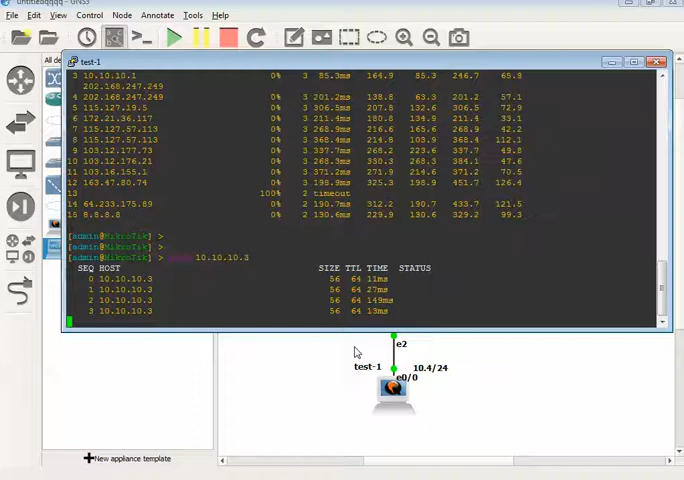 untitledqqqq - GNS3
File Edit View Control Node Annotate Tools Help
All de
test-1
3 10.10.10.1 0% 3 85.3ms 164.9 85.3 246.7 65.9
202.168.247.249
4 202.168.247.249 0% 3 201.2ms 138.8 63.3 201.2 57.1
5 115.127.19.5 0% 3 306.5ms 207.8 132.6 306.5 72.9
6 172.21.36.117 0% 3 211.4ms 180.8 134.9 211.4 33.1
7 115.127.57.113 0% 3 268.9ms 216.6 165.6 268.9 42.2
8 115.127.57.113 0% 3 368.4ms 214.8 103.9 368.4 112.1
9 103.12.177.73 0% 3 268.9ms 223.6 337.7 49.8
10 103.12.176.21 0% 3 268.3ms 330.3 268.3 384.1 47.6
11 103.16.155.1 0% 3 371.2ms 271.9 214.6 371.2 70.5
12 163.47.80.74 0% 3 198.9ms 325.3 198.9 451.7 126.4
13 100% 2 timeout
14 64.233.175.89 0% 2 190.7ms 312.2 190.7 433.7 121.5
15 8.8.8.8 0% 2 130.6ms 229.9 130.6 329.2 99.3
[admin@MikroTik] >
[admin@MikroTik] >
[admin@MikroTik] > 10.10.10.3
SEQ HOST SIZE TTL TIME STATUS
0 10.10.10.3 56 64 11ms
1 10.10.10.3 56 64 27ms
2 10.10.10.3 56 64 149ms
3 10.10.10.3 56 64 13ms
e2
test-1 10.4/24
e0/0
New appliance template